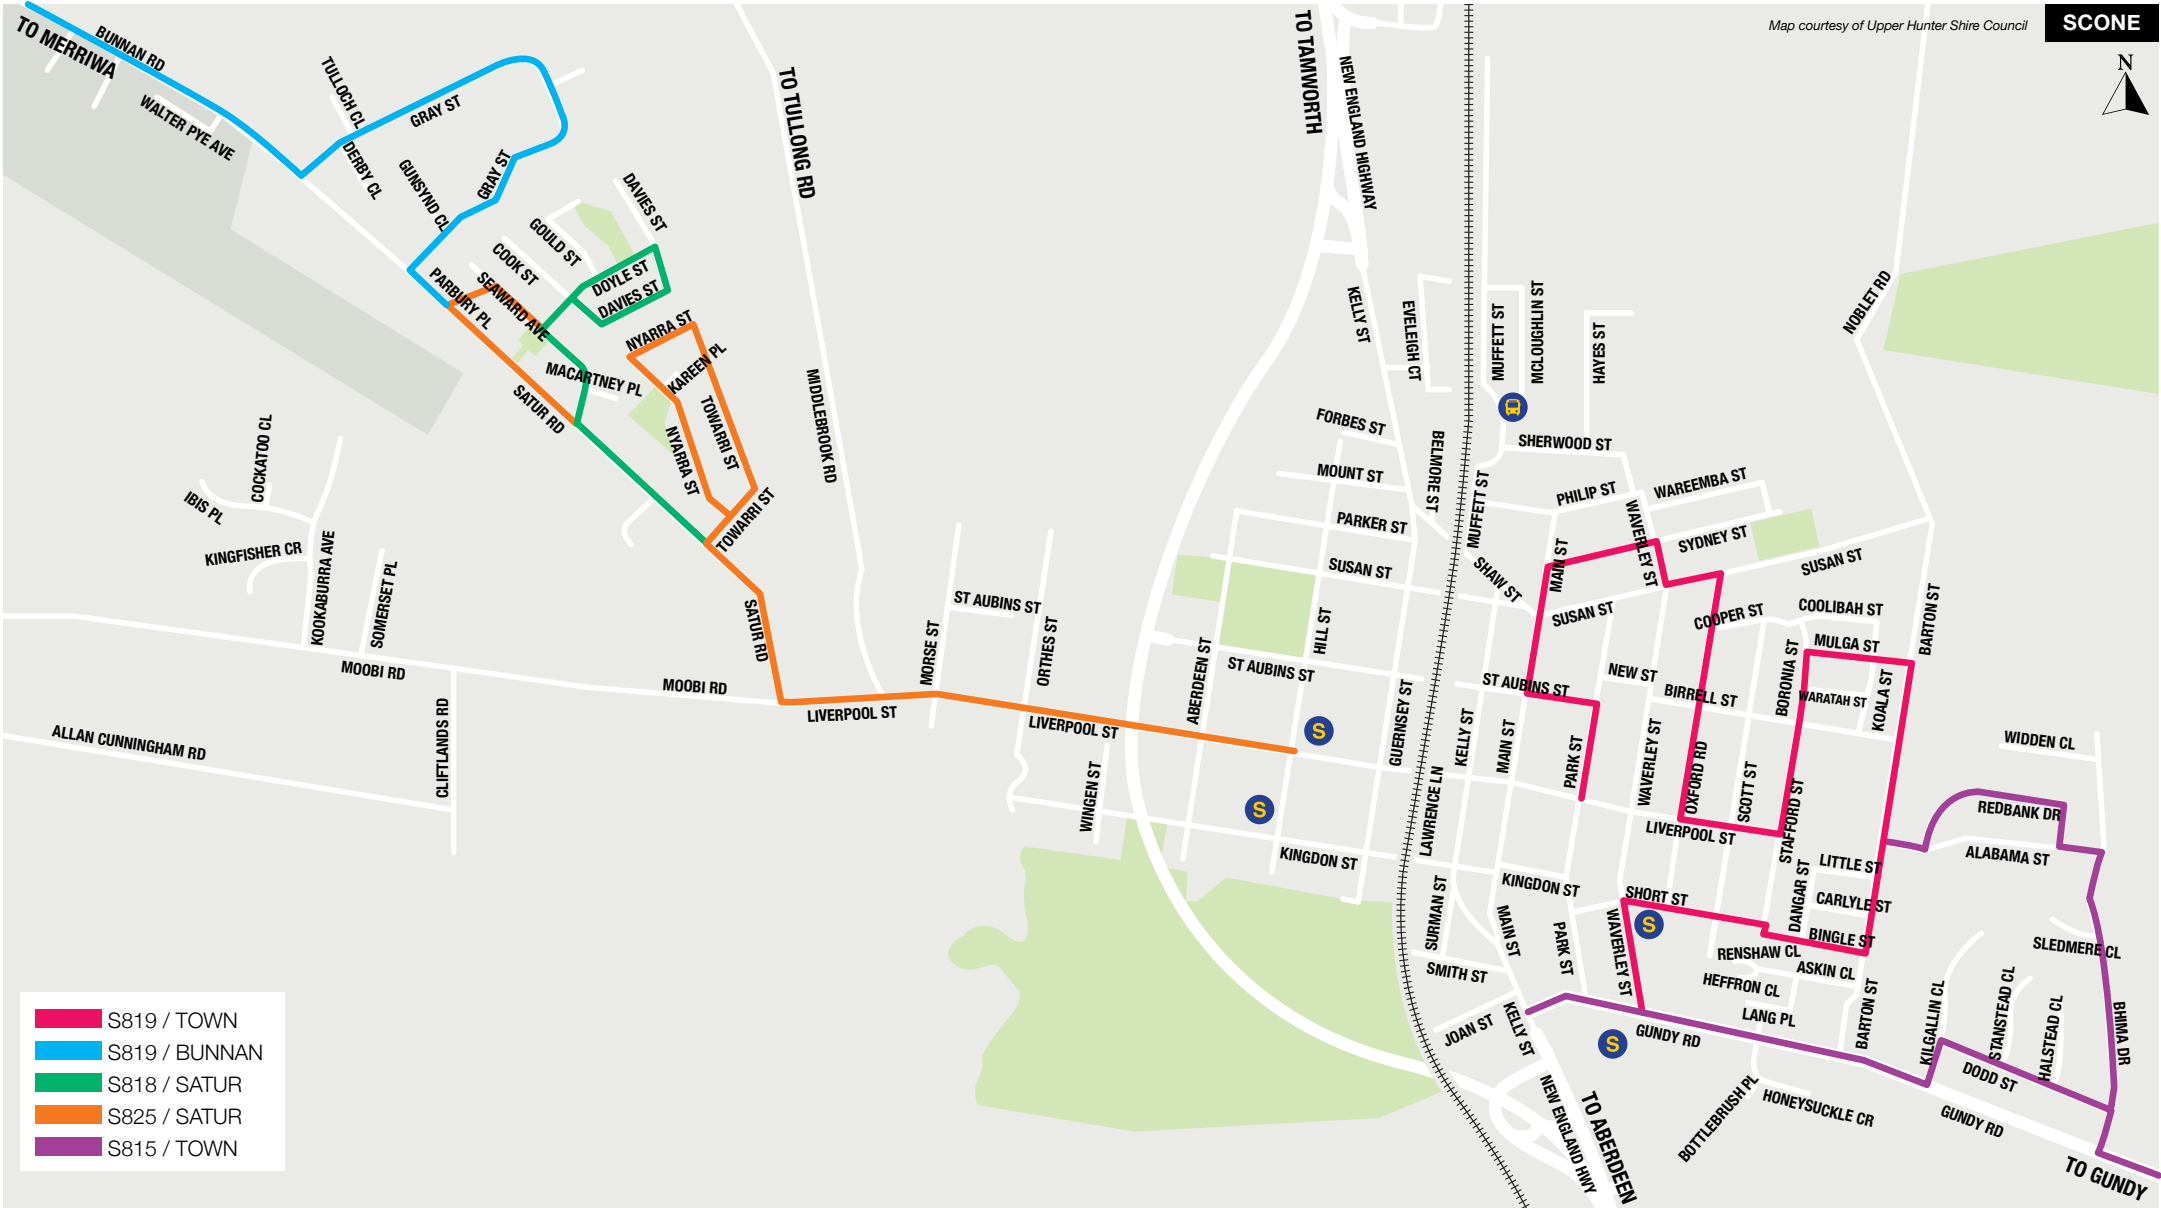 Map courtesy of Upper Hunter Shire Council
SCONE
N
TO MERRIWA
BUNNAN RD
WALTER PYE AVE
TULLOCH CL
DERBY CL
GRAY ST
GUNSYND CL
GRAY ST
TO TULLONG RD
DAVIES ST
GOULD ST
COOK ST
DOYLE ST
DAVIES ST
SEAWARD AVE
PARBURY PL
NYARRA ST
KAREEN PL
MACARTNEY PL
SATUR RD
TOWARRI ST
NYARRA ST
TOWARRI ST
MIDDLEBROOK RD
COCKATOO CL
IBIS PL
KINGFISHER CR
KOOKABURRA AVE
SOMERSET PL
MOOBI RD
MOOBI RD
SATUR RD
CLIFTLANDS RD
ALLAN CUNNINGHAM RD
LIVERPOOL ST
MORSE ST
ST AUBINS ST
ORTHES ST
LIVERPOOL ST
WINGEN ST
TO TAMWORTH
NEW ENGLAND HIGHWAY
KELLY ST
EVELEIGH CT
FORBES ST
MOUNT ST
BELMORE ST
PARKER ST
SUSAN ST
HILL ST
ST AUBINS ST
ABERDEEN ST
GUERNSEY ST
S
S
KINGDON ST
LAWRENCE LN
MUFFETT ST
MCLOUGHLIN ST
HAYES ST
SHERWOOD ST
MUFFETT ST
PHILIP ST
WAREEMBA ST
WAVERLEY ST
SYDNEY ST
SUSAN ST
SHAW ST
MAIN ST
SUSAN ST
COOPER ST
COOLIBAH ST
MULGA ST
BARTON ST
NOBLET RD
NEW ST
BIRRELL ST
BORONIA ST
WARATAH ST
KOALA ST
ST AUBINS ST
KELLY ST
MAIN ST
PARK ST
WAVERLEY ST
OXFORD RD
SCOTT ST
STAFFORD ST
LIVERPOOL ST
WIDDEN CL
REDBANK DR
ALABAMA ST
LITTLE ST
CARLYLE ST
DANGAR ST
BINGLE ST
KINGDON ST
SHORT ST
S
SURMAN ST
MAIN ST
PARK ST
WAVERLEY ST
SMITH ST
RENSHAW CL
ASKIN CL
HEFFRON CL
LANG PL
BARTON ST
SLEDMERE CL
KILGALLIN CL
STANSTEAD CL
HALSTEAD CL
BHIMA DR
JOAN ST
KELLY ST
S
GUNDY RD
DODD ST
BOTTLEBRUSH PL
HONEYSUCKLE CR
GUNDY RD
TO GUNDY
NEW ENGLAND HWY
TO ABERDEEN
S819 / TOWN
S819 / BUNNAN
S818 / SATUR
S825 / SATUR
S815 / TOWN